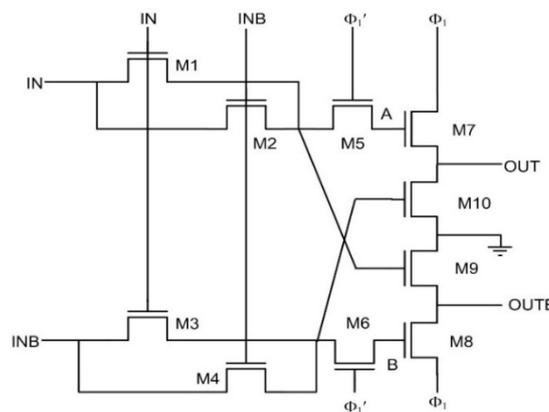 IN INB Φ₁' Φ₁
IN M1 A M7
M2 M5 OUT
M10
M9
INB M3 M6 OUTB
M4 B M8
Φ₁' Φ₁